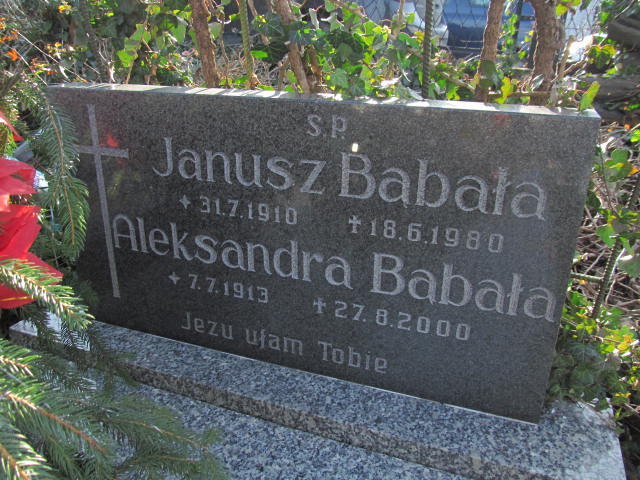 S.P.
Janusz Babała
+ 31.7.1910 ✝ 18.6.1980
Aleksandra Babała
+ 7.7.1913 ✝ 27.8.2000
Jezu ufam Tobie